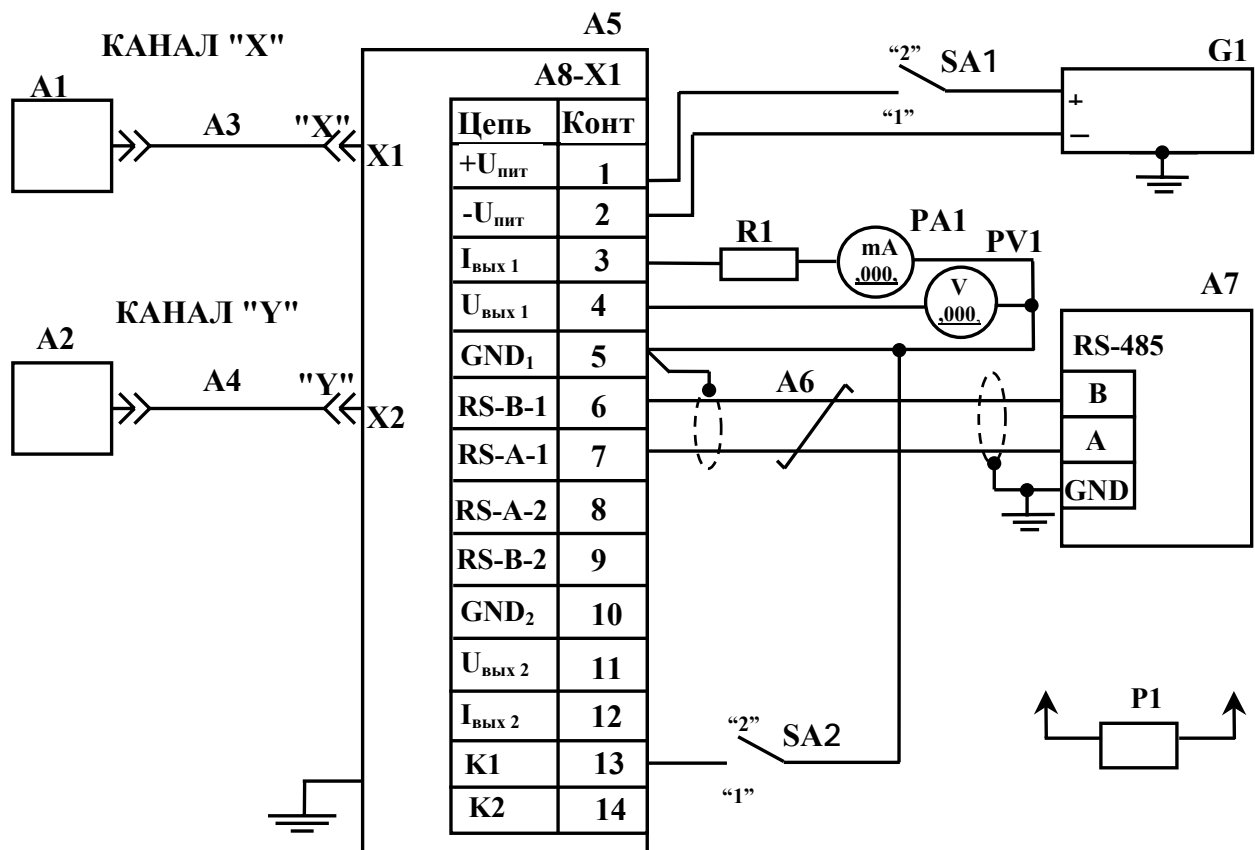 A5
КАНАЛ "X"
A1
A3
"X"
X1
КАНАЛ "Y"
A2
A4
"Y"
X2
A8-X1
Цепь Конт
+Uпит 1
-Uпит 2
Iвых 1 3
Uвых 1 4
GND1 5
RS-B-1 6
RS-A-1 7
RS-A-2 8
RS-B-2 9
GND2 10
Uвых 2 11
Iвых 2 12
K1 13
K2 14
“2” SA1
“1”
G1
+
–
R1
PA1
mA
,000,
PV1
V
,000,
A6
A7
RS-485
B
A
GND
“2” SA2
“1”
P1